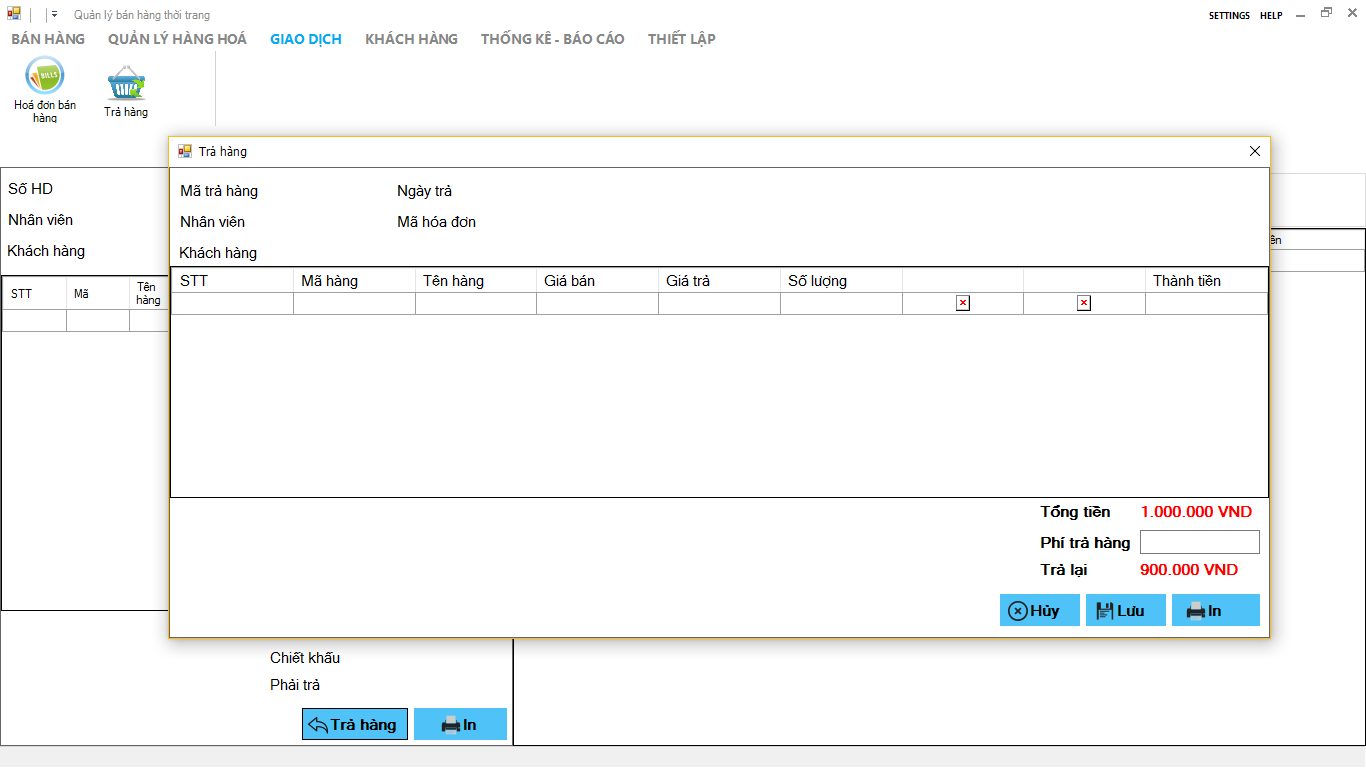 Quản lý bán hàng thời trang
SETTINGS HELP
BÁN HÀNG QUẢN LÝ HÀNG HOÁ GIAO DỊCH KHÁCH HÀNG THỐNG KÊ - BÁO CÁO THIẾT LẬP
BILLS
Hoá đơn bán
hàng
Trả hàng
Trả hàng
Số HD
Nhân viên
Khách hàng
STT Mã Tên
hàng
Mã trả hàng Ngày trả
Nhân viên Mã hóa đơn
Khách hàng
STT Mã hàng Tên hàng Giá bán Giá trả Số lượng Thành tiền
Tổng tiền 1.000.000 VND
Phí trả hàng
Trả lại 900.000 VND
Hủy Lưu In
Chiết khấu
Phải trả
Trả hàng In